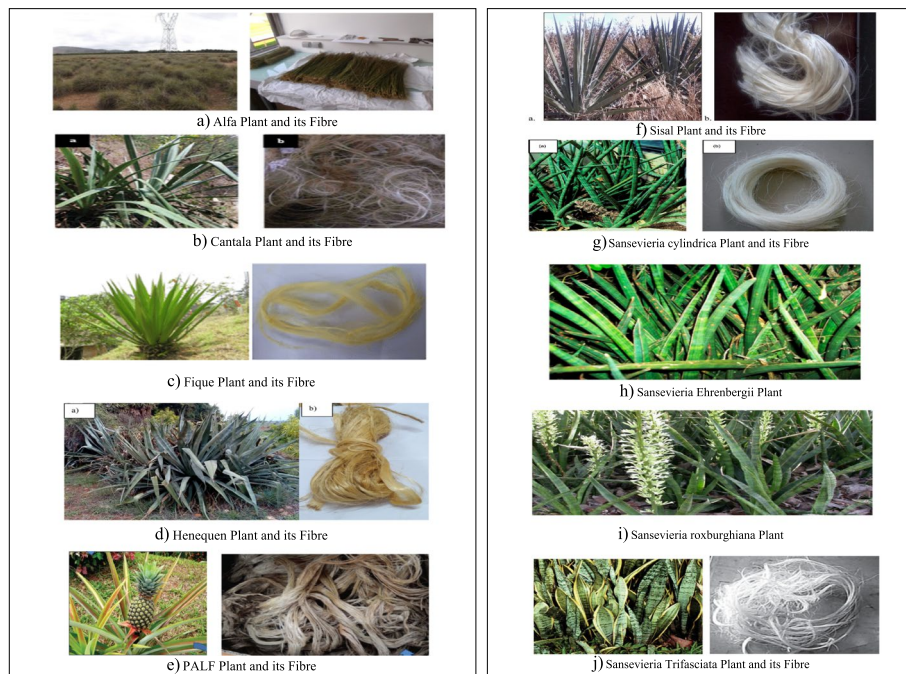 a) Alfa Plant and its Fibre
a b
b) Cantala Plant and its Fibre
c) Fique Plant and its Fibre
a) b)
d) Henequen Plant and its Fibre
e) PALF Plant and its Fibre
a. b.
f) Sisal Plant and its Fibre
(a) (b)
g) Sansevieria cylindrica Plant and its Fibre
h) Sansevieria Ehrenbergii Plant
i) Sansevieria roxburghiana Plant
j) Sansevieria Trifasciata Plant and its Fibre